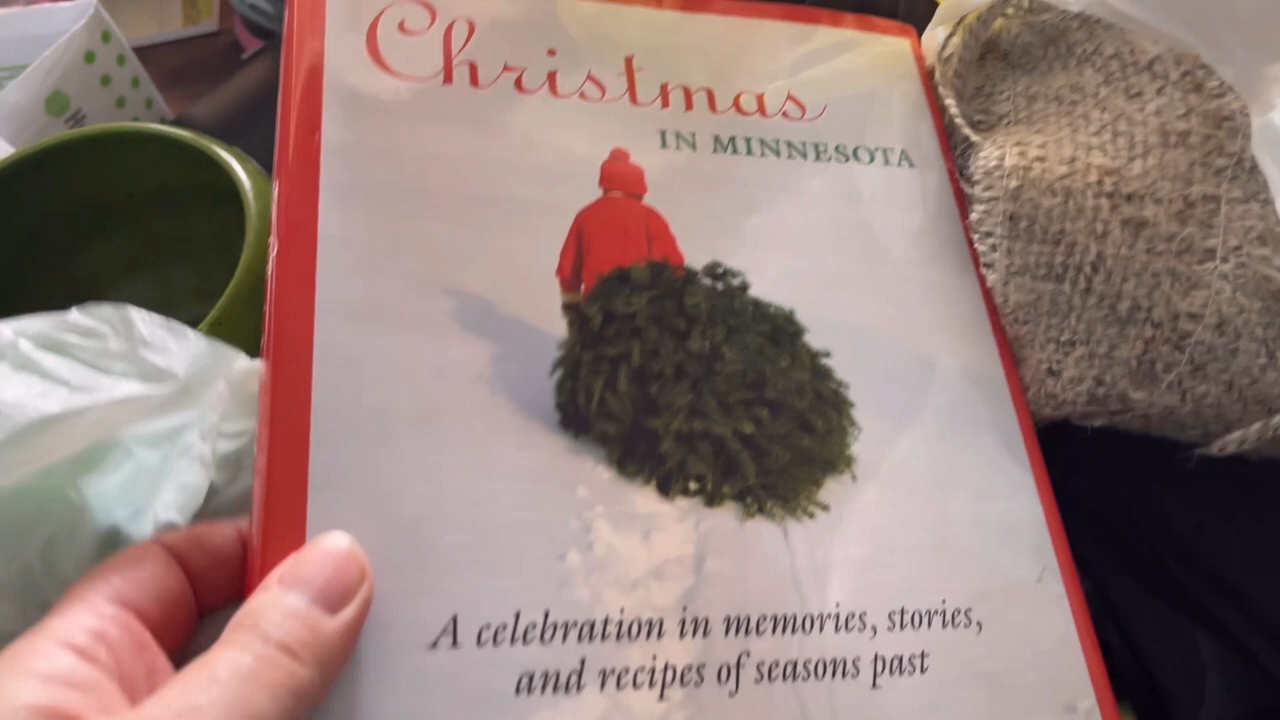 Christmas
IN MINNESOTA
A celebration in memories, stories,
and recipes of seasons past